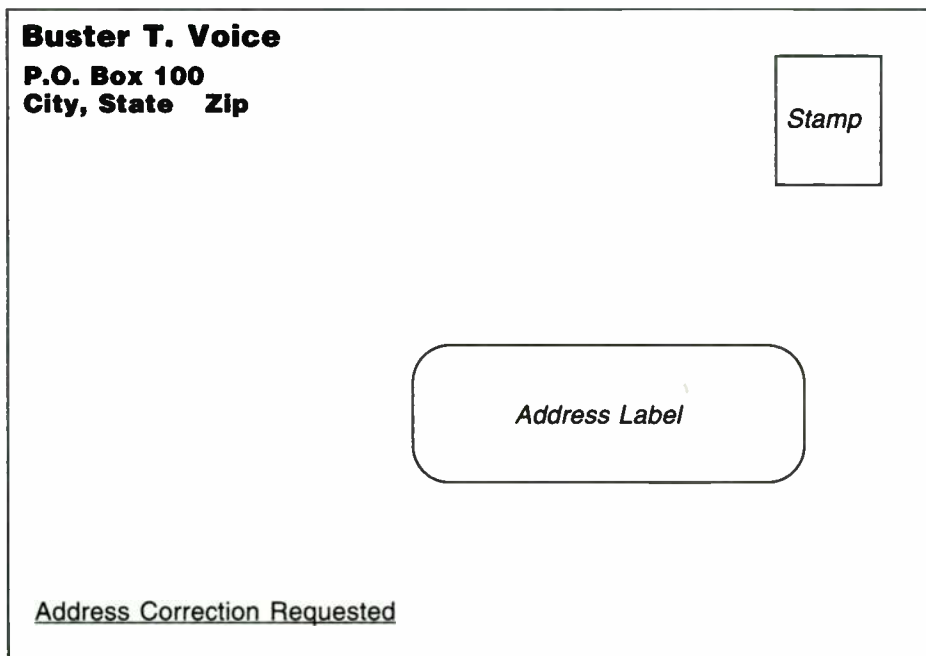 Buster T. Voice
P.O. Box 100
City, State Zip
Stamp
Address Label
Address Correction Requested